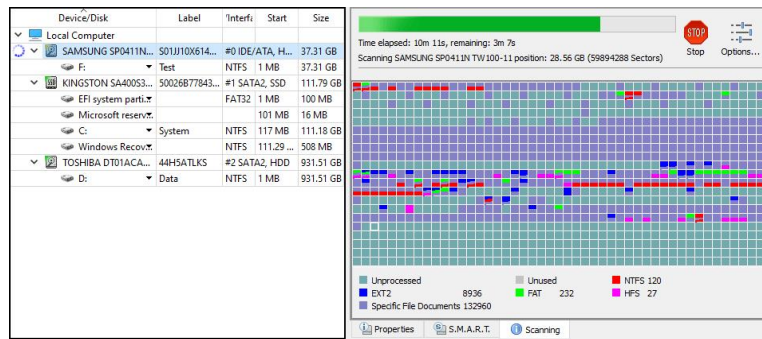 Device/Disk Label Interf Start Size
Local Computer
SAMSUNG SP0411N... S01JJ10X614... #0 IDE/ATA, H... 37.31 GB
F: Test NTFS 1 MB 37.31 GB
KINGSTON SA400S3... 50026B77843... #1 SATA2, SSD 111.79 GB
EFI system parti... FAT32 1 MB 100 MB
Microsoft reserv... 101 MB 16 MB
C: System NTFS 117 MB 111.18 GB
Windows Recov... NTFS 111.29 ... 508 MB
TOSHIBA DT01ACA... 44H5ATLKS #2 SATA2, HDD 931.51 GB
D: Data NTFS 1 MB 931.51 GB
Time elapsed: 10m 11s, remaining: 3m 7s
Scanning SAMSUNG SP0411N TW100-11 position: 28.56 GB (59894288 Sectors)
STOP
Stop Options...
Unprocessed Unused NTFS 120
EXT2 8936 FAT 232 HFS 27
Specific File Documents 132960
Properties S.M.A.R.T. Scanning